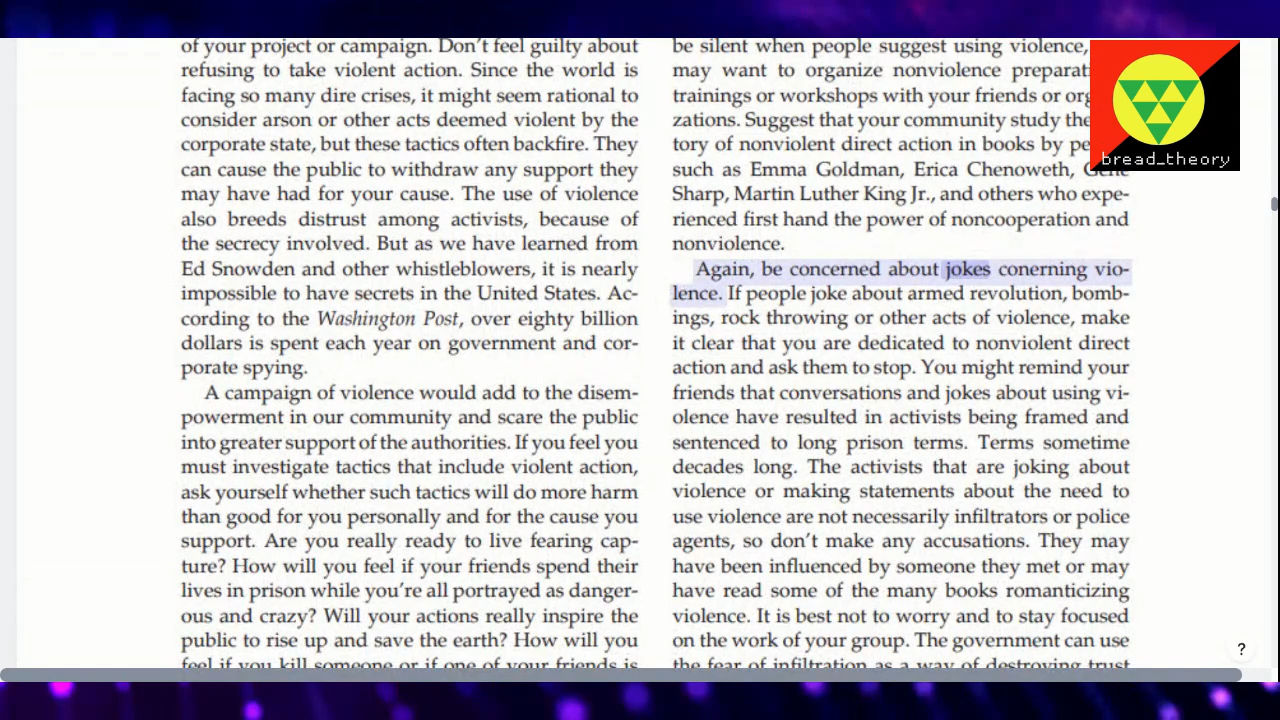 of your project or campaign. Don't feel guilty about
refusing to take violent action. Since the world is
facing so many dire crises, it might seem rational to
consider arson or other acts deemed violent by the
corporate state, but these tactics often backfire. They
can cause the public to withdraw any support they
may have had for your cause. The use of violence
also breeds distrust among activists, because of
the secrecy involved. But as we have learned from
Ed Snowden and other whistleblowers, it is nearly
impossible to have secrets in the United States. Ac-
cording to the Washington Post, over eighty billion
dollars is spent each year on government and cor-
porate spying.
A campaign of violence would add to the disem-
powerment in our community and scare the public
into greater support of the authorities. If you feel you
must investigate tactics that include violent action,
ask yourself whether such tactics will do more harm
than good for you personally and for the cause you
support. Are you really ready to live fearing cap-
ture? How will you feel if your friends spend their
lives in prison while you're all portrayed as danger-
ous and crazy? Will your actions really inspire the
public to rise up and save the earth? How will you
feel if you kill someone or if one of your friends is
be silent when people suggest using violence,
may want to organize nonviolence preparati
trainings or workshops with your friends or org
zations. Suggest that your community study the
tory of nonviolent direct action in books by pe
such as Emma Goldman, Erica Chenoweth, Gene
Sharp, Martin Luther King Jr., and others who expe-
rienced first hand the power of noncooperation and
nonviolence.
Again, be concerned about jokes conerning vio-
lence. If people joke about armed revolution, bomb-
ings, rock throwing or other acts of violence, make
it clear that you are dedicated to nonviolent direct
action and ask them to stop. You might remind your
friends that conversations and jokes about using vi-
olence have resulted in activists being framed and
sentenced to long prison terms. Terms sometime
decades long. The activists that are joking about
violence or making statements about the need to
use violence are not necessarily infiltrators or police
agents, so don't make any accusations. They may
have been influenced by someone they met or may
have read some of the many books romanticizing
violence. It is best not to worry and to stay focused
on the work of your group. The government can use
the fear of infiltration as a way of destroying trust
bread_theory
?